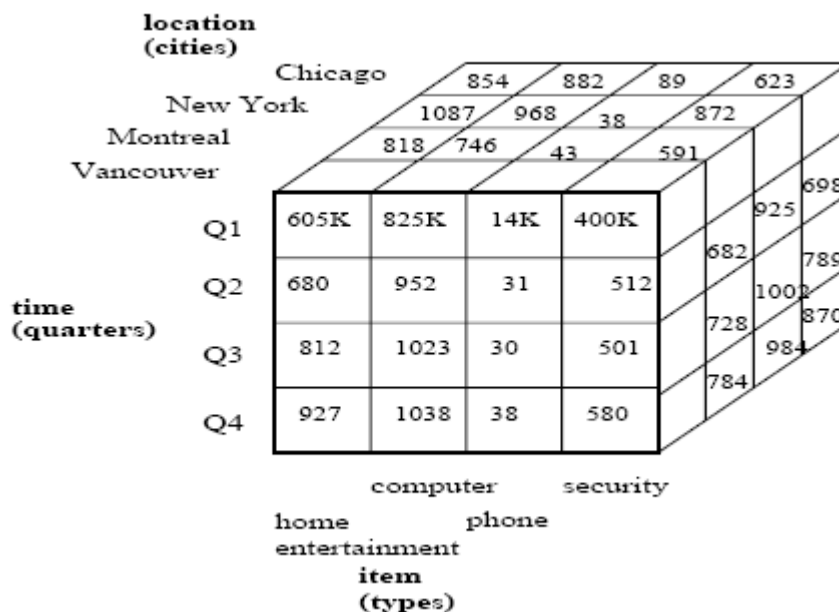 location
(cities)
Chicago 854 882 89 623
New York 1087 968 38 872
Montreal 818 746 43 591
Vancouver
Q1 605K 825K 14K 400K
Q2 680 952 31 512
Q3 812 1023 30 501
Q4 927 1038 38 580
682 925 698
728 1002 789
784 984 870
time
(quarters)
computer security
home phone
entertainment
item
(types)